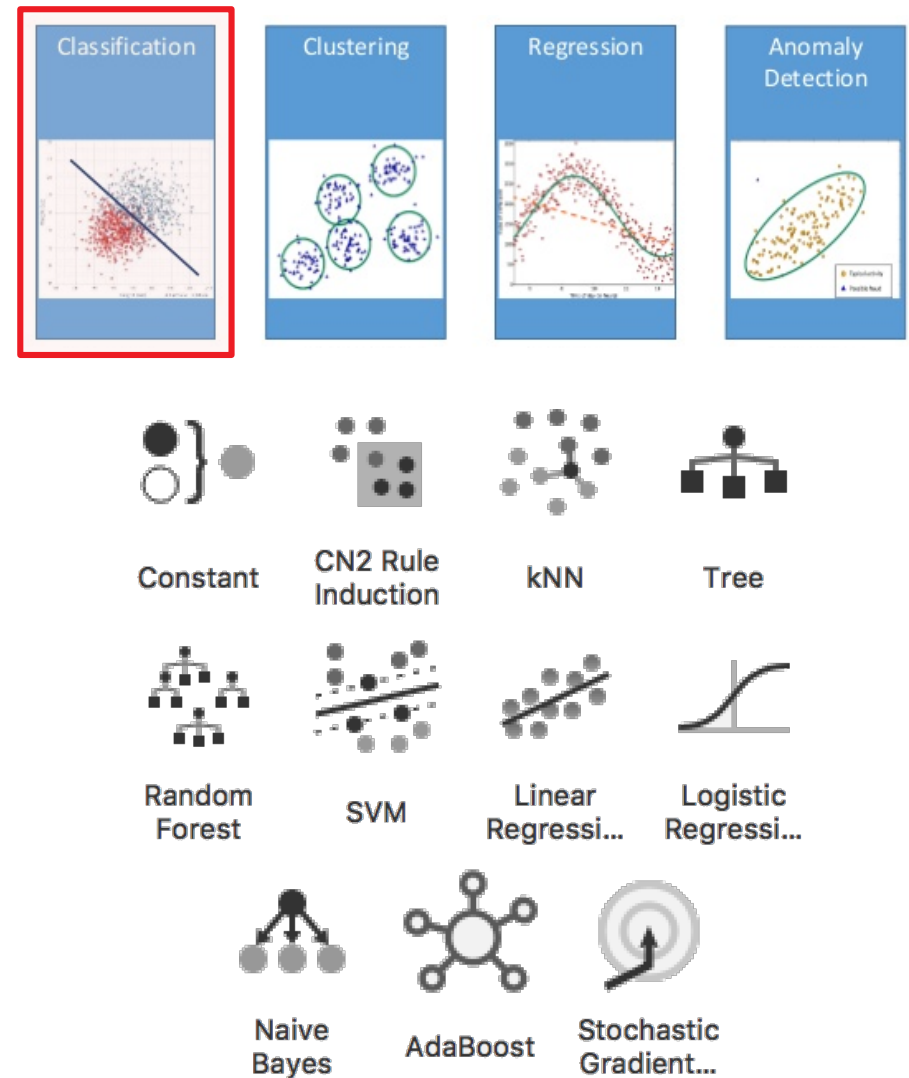 Classification
Clustering
Regression
Anomaly
Detection
Constant
CN2 Rule
Induction
kNN
Tree
Random
Forest
SVM
Linear
Regressi...
Logistic
Regressi...
Naive
Bayes
AdaBoost
Stochastic
Gradient...